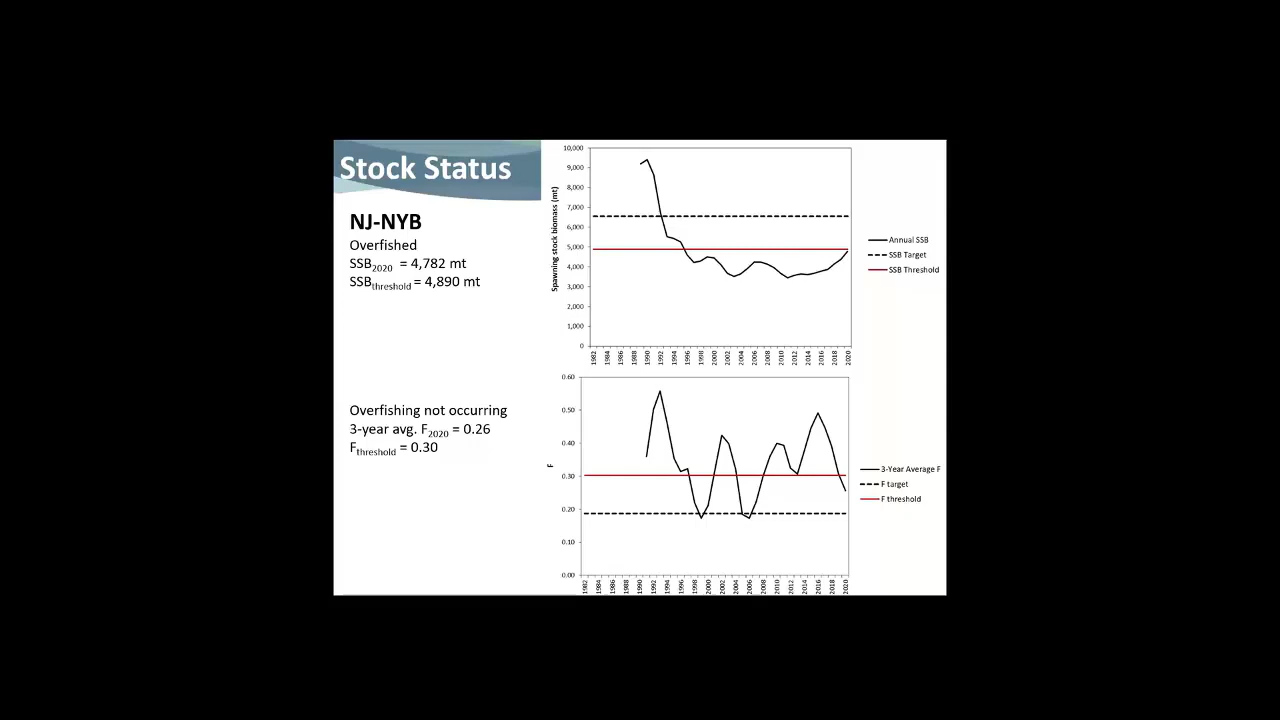 Stock Status
NJ-NYB
Overfished
SSB2020 = 4,782 mt
SSBthreshold = 4,890 mt
Overfishing not occurring
3-year avg. F2020 = 0.26
Fthreshold = 0.30
Spawning stock biomass (mt)
10,000
9,000
8,000
7,000
6,000
5,000
4,000
3,000
2,000
1,000
0
1982 1984 1986 1988 1990 1992 1994 1996 1998 2000 2002 2004 2006 2008 2010 2012 2014 2016 2018 2020
Annual SSB
SSB Target
SSB Threshold
F
0.60
0.50
0.40
0.30
0.20
0.10
0.00
1982 1984 1986 1988 1990 1992 1994 1996 1998 2000 2002 2004 2006 2008 2010 2012 2014 2016 2018 2020
3-Year Average F
F target
F threshold